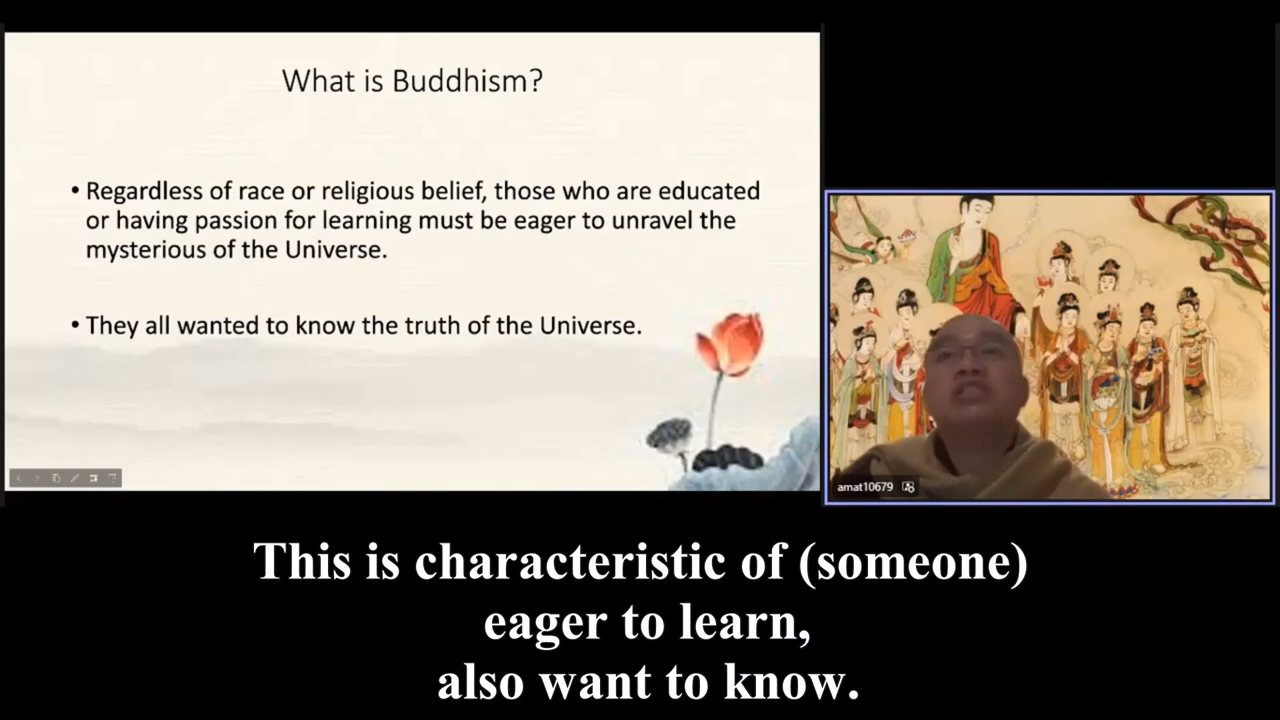 What is Buddhism?
• Regardless of race or religious belief, those who are educated
or having passion for learning must be eager to unravel the
mysterious of the Universe.
• They all wanted to know the truth of the Universe.
amat10679
This is characteristic of (someone)
eager to learn,
also want to know.